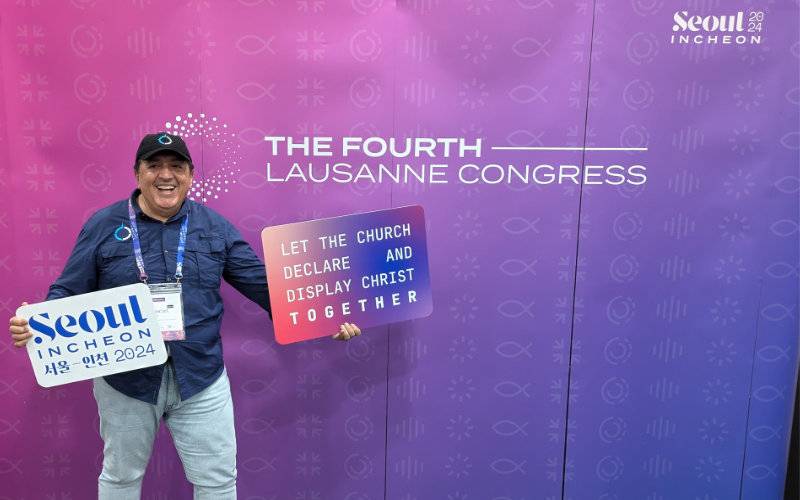 Seoul 2024
INCHEON
THE FOURTH
LAUSANNE CONGRESS
LET THE CHURCH
DECLARE AND
DISPLAY CHRIST
TOGETHER
Seoul
INCHEON
서울-인천 2024